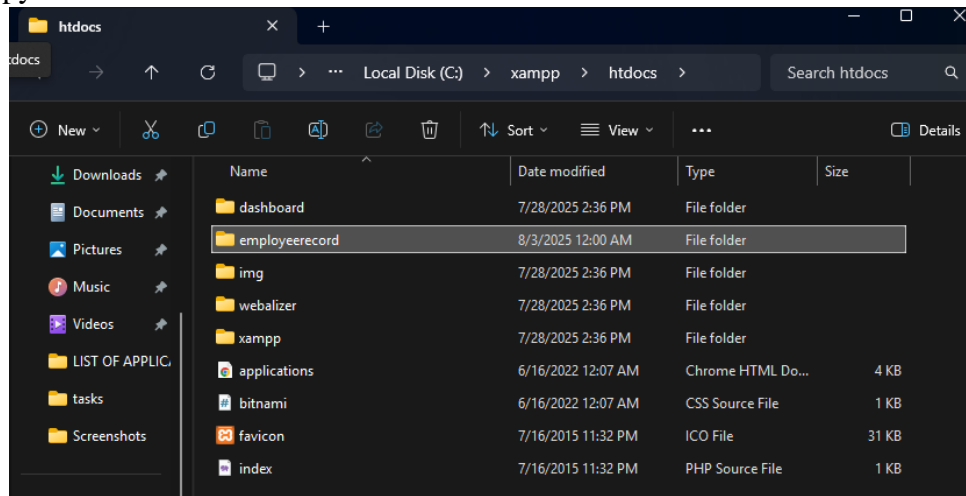 py
htdocs
:docs
Local Disk (C:) > xampp > htdocs >
Search htdocs
New
Sort
View
Details
Name Date modified Type Size
Downloads
Documents
Pictures
Music
Videos
LIST OF APPLIC
tasks
Screenshots
dashboard 7/28/2025 2:36 PM File folder
employeerecord 8/3/2025 12:00 AM File folder
img 7/28/2025 2:36 PM File folder
webalizer 7/28/2025 2:36 PM File folder
xampp 7/28/2025 2:36 PM File folder
applications 6/16/2022 12:07 AM Chrome HTML Do... 4 KB
bitnami 6/16/2022 12:07 AM CSS Source File 1 KB
favicon 7/16/2015 11:32 PM ICO File 31 KB
index 7/16/2015 11:32 PM PHP Source File 1 KB